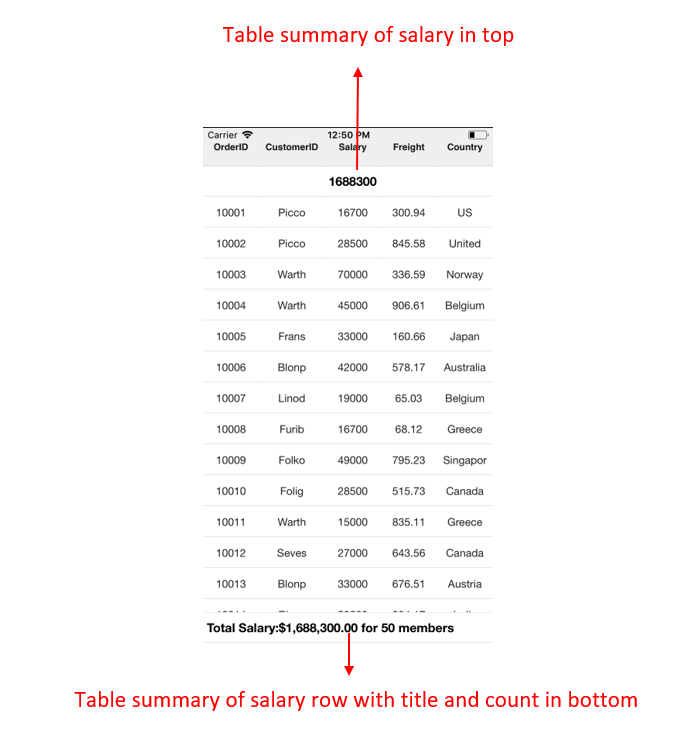 Table summary of salary in top
Carrier 12:50 PM
OrderID CustomerID Salary Freight Country
1688300
10001 Picco 16700 300.94 US
10002 Picco 28500 845.58 United
10003 Warth 70000 336.59 Norway
10004 Warth 45000 906.61 Belgium
10005 Frans 33000 160.66 Japan
10006 Blonp 42000 578.17 Australia
10007 Linod 19000 65.03 Belgium
10008 Furib 16700 68.12 Greece
10009 Folko 49000 795.23 Singapor
10010 Folig 28500 515.73 Canada
10011 Warth 15000 835.11 Greece
10012 Seves 27000 643.56 Canada
10013 Blonp 33000 676.51 Austria
Total Salary:$1,688,300.00 for 50 members
Table summary of salary row with title and count in bottom